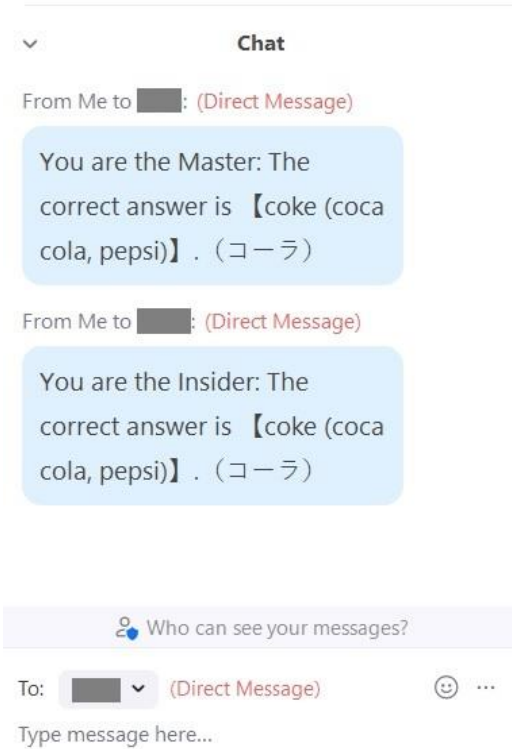 Chat
From Me to : (Direct Message)
You are the Master: The
correct answer is 【coke (coca
cola, pepsi)】. (コーラ)
From Me to : (Direct Message)
You are the Insider: The
correct answer is 【coke (coca
cola, pepsi)】. (コーラ)
Who can see your messages?
To: (Direct Message)
Type message here...